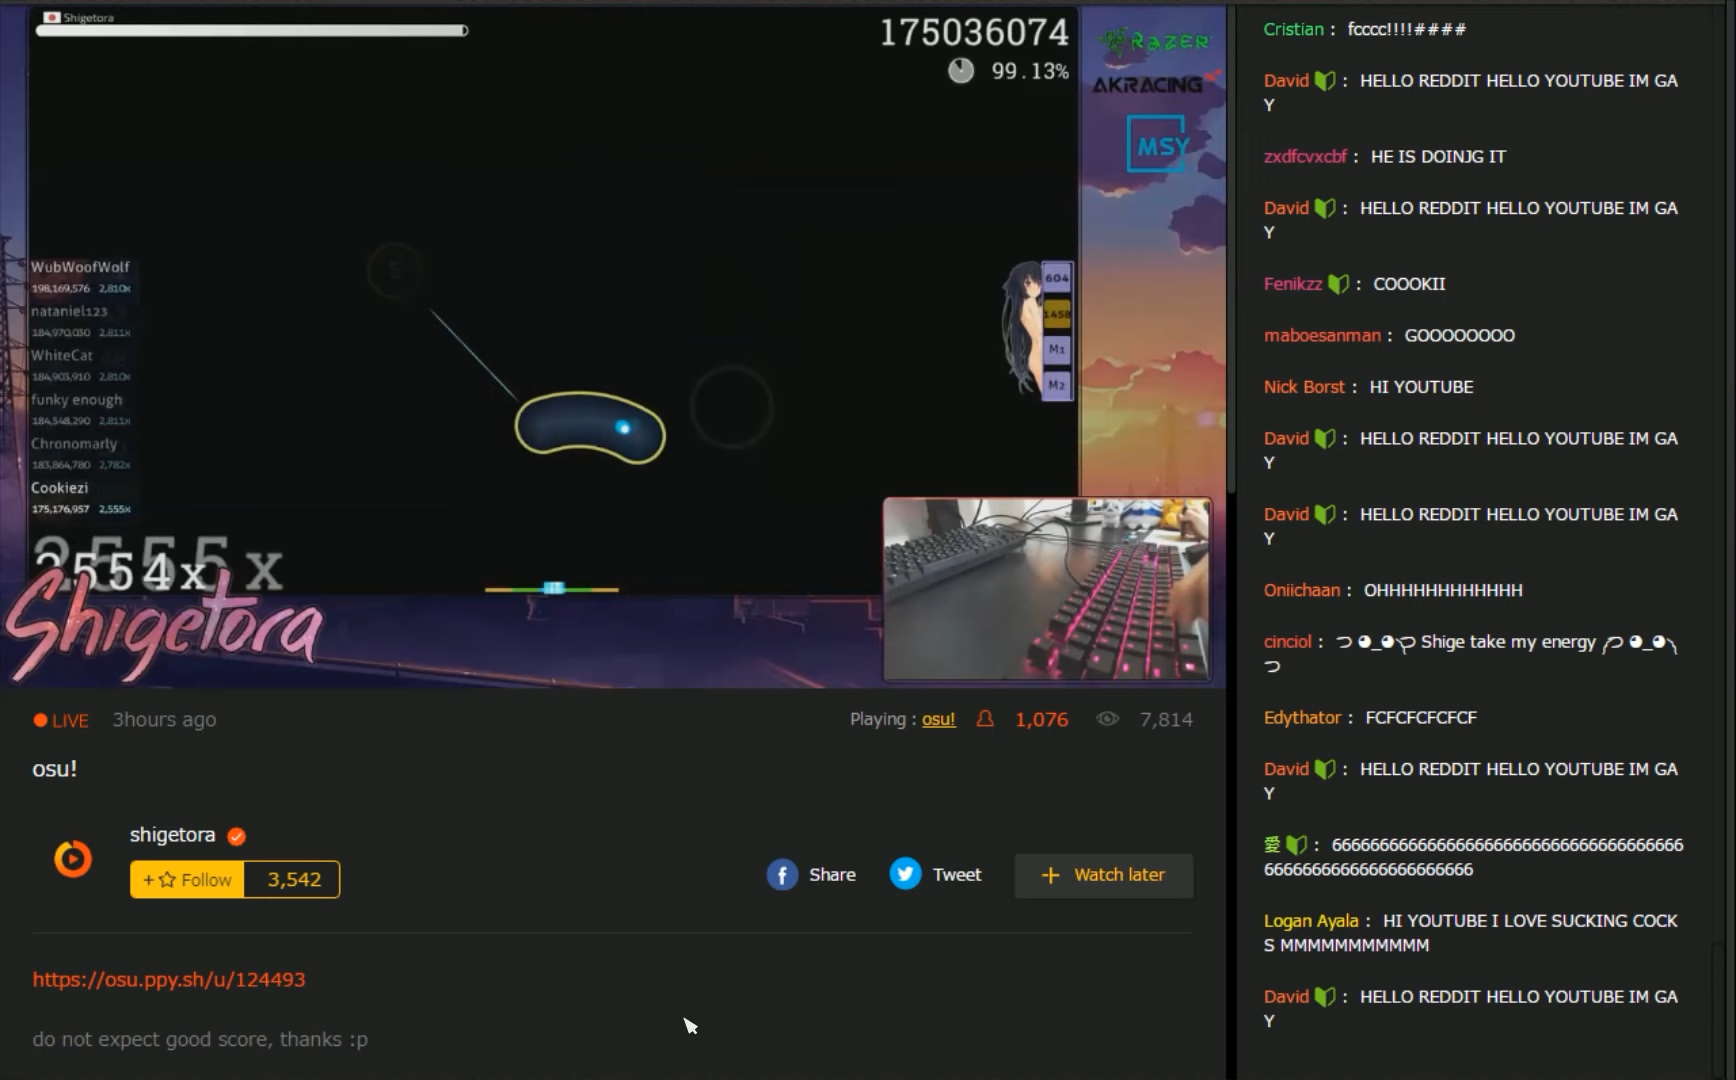 Shigetora
175036074
99.13%
RAZER
AKRACING
MSY
WubWoofWolf
198,169,576 2,810x
nataniel123
184,970,030 2,811x
WhiteCat
184,903,910 2,810x
funky enough
184,548,290 2,811x
Chronomarly
183,864,780 2,782x
Cookiezi
175,176,957 2,555x
604
1458
M1
M2
5
2555x
2554x
Shigetora
LIVE 3hours ago
Playing : osu! 1,076 7,814
osu!
shigetora
+ Follow 3,542
f Share Tweet + Watch later
https://osu.ppy.sh/u/124493
do not expect good score, thanks :p
Cristian : fcccc!!!!####
David : HELLO REDDIT HELLO YOUTUBE IM GA
Y
zxdfcvxcbf : HE IS DOINJG IT
David : HELLO REDDIT HELLO YOUTUBE IM GA
Y
Fenikzz : COOOKII
maboesanman : GOOOOOOOO
Nick Borst : HI YOUTUBE
David : HELLO REDDIT HELLO YOUTUBE IM GA
Y
David : HELLO REDDIT HELLO YOUTUBE IM GA
Y
Oniichaan : OHHHHHHHHHHHH
cinciol : つ ◕_◕つ Shige take my energy ༼つ ◕_◕༽
つ
Edythator : FCFCFCFCFCF
David : HELLO REDDIT HELLO YOUTUBE IM GA
Y
愛 : 666666666666666666666666666666666666
66666666666666666666666
Logan Ayala : HI YOUTUBE I LOVE SUCKING COCK
S MMMMMMMMMMM
David : HELLO REDDIT HELLO YOUTUBE IM GA
Y